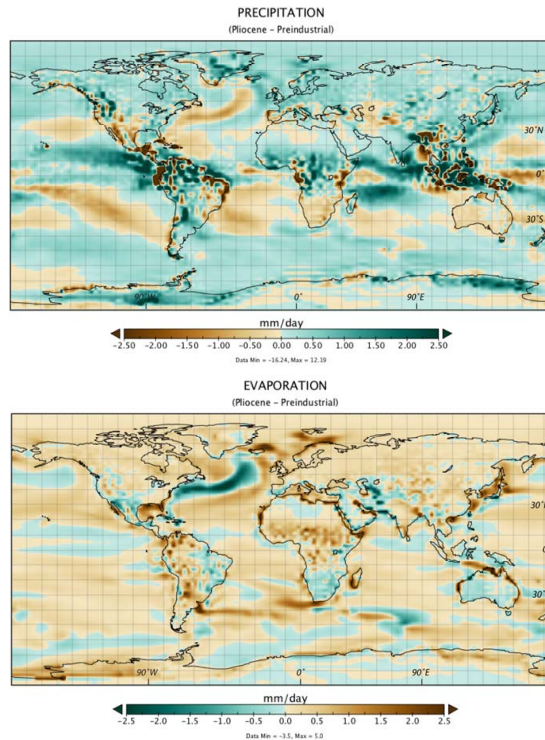 PRECIPITATION
(Pliocene – Preindustrial)
30˚N
0˚
30˚S
90˚W 0˚ 90˚E
mm/day
-2.50 -2.00 -1.50 -1.00 -0.50 0.00 0.50 1.00 1.50 2.00 2.50
Data Min = -16.24, Max = 12.19
EVAPORATION
(Pliocene – Preindustrial)
30˚N
0
30˚
90˚W 0˚ 90˚E
mm/day
-2.5 -2.0 -1.5 -1.0 -0.5 0.0 0.5 1.0 1.5 2.0 2.5
Data Min = -3.5, Max = 5.0